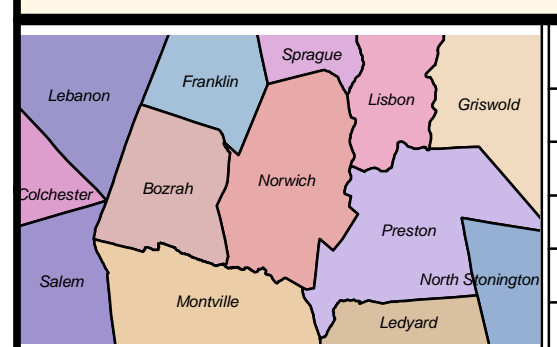 Sprague
Franklin
Lebanon
Lisbon
Griswold
Norwich
Bozrah
Colchester
Preston
Salem
North Stonington
Montville
Ledyard